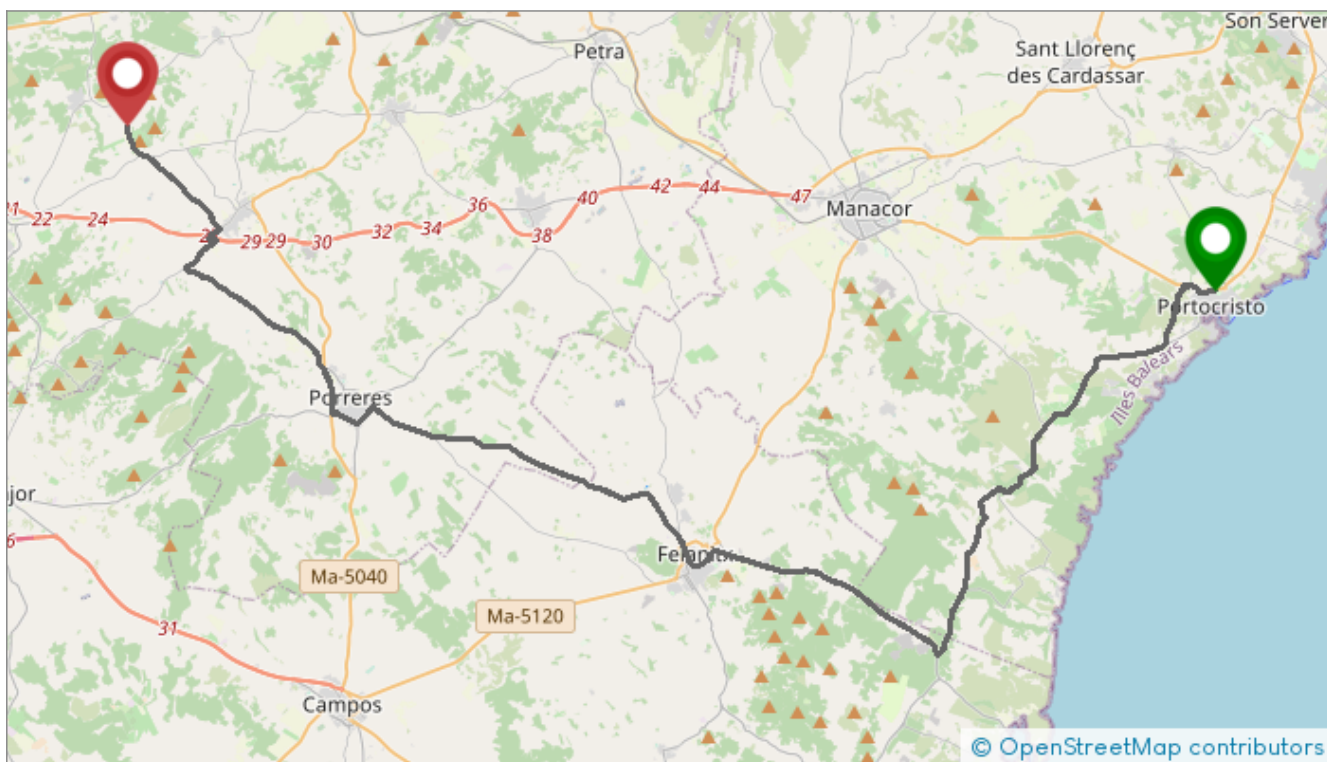 Son Server
Petra
Sant Llorenç
des Cardassar
21
22
24
29
29
30
32
34
36
38
40
42
44
47
Manacor
Portocristo
Illes Balears
Porreres
jor
6
Felanitx
Ma-5040
Ma-5120
31
Campos
© OpenStreetMap contributors